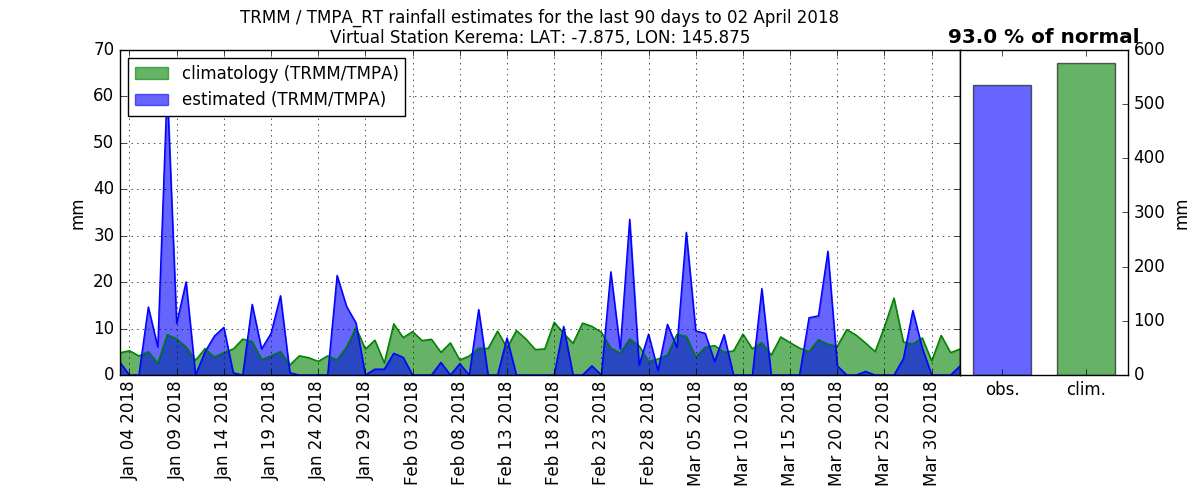 TRMM / TMPA_RT rainfall estimates for the last 90 days to 02 April 2018
Virtual Station Kerema: LAT: -7.875, LON: 145.875
93.0 % of normal
climatology (TRMM/TMPA)
estimated (TRMM/TMPA)
mm
70
60
50
40
30
20
10
0
Jan 04 2018
Jan 09 2018
Jan 14 2018
Jan 19 2018
Jan 24 2018
Jan 29 2018
Feb 03 2018
Feb 08 2018
Feb 13 2018
Feb 18 2018
Feb 23 2018
Feb 28 2018
Mar 05 2018
Mar 10 2018
Mar 15 2018
Mar 20 2018
Mar 25 2018
Mar 30 2018
obs.
clim.
600
500
400
300
200
100
0
mm